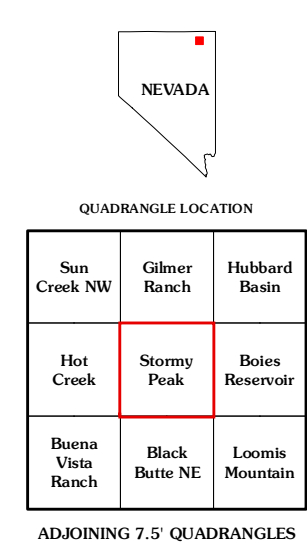 NEVADA
QUADRANGLE LOCATION
Sun
Creek NW
Gilmer
Ranch
Hubbard
Basin
Hot
Creek
Stormy
Peak
Boies
Reservoir
Buena
Vista
Ranch
Black
Butte NE
Loomis
Mountain
ADJOINING 7.5' QUADRANGLES